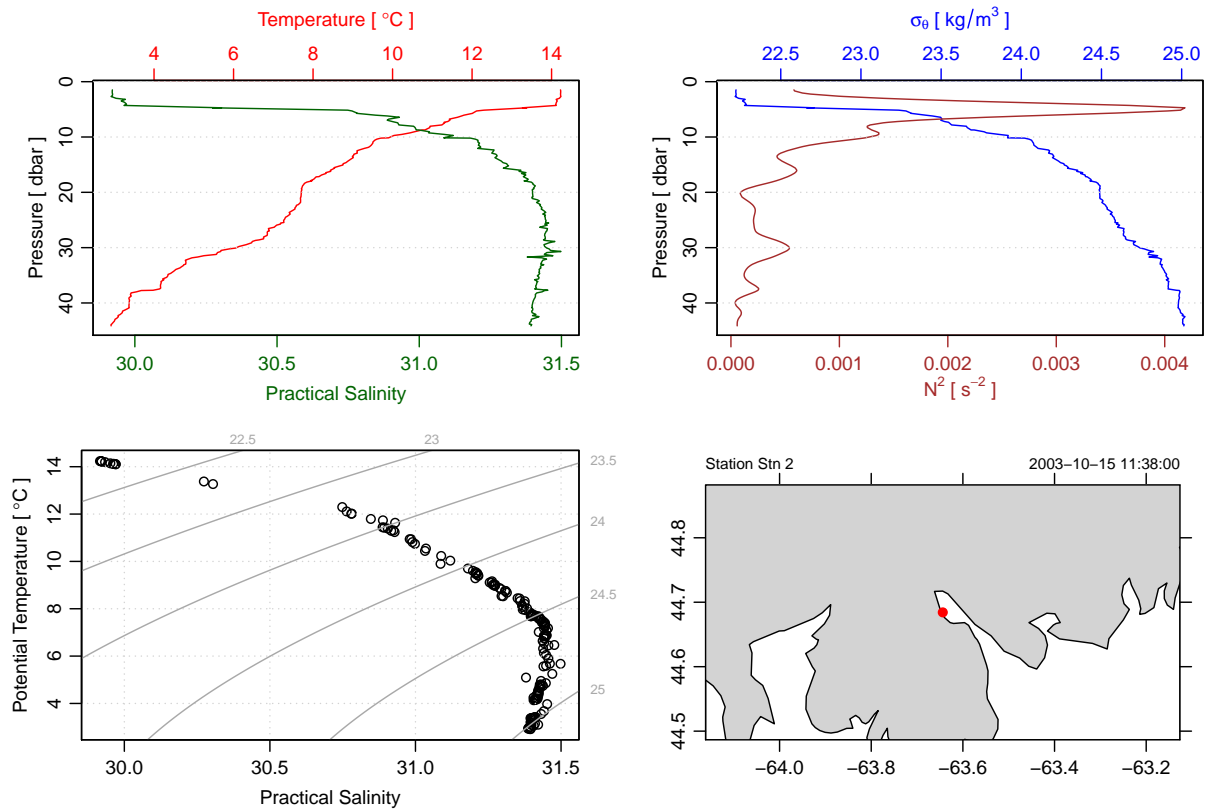 Temperature [ °C ]
4 6 8 10 12 14
0
10
20
30
40
Pressure [ dbar ]
30.0 30.5 31.0 31.5
Practical Salinity
σθ [ kg/m³ ]
22.5 23.0 23.5 24.0 24.5 25.0
0
10
20
30
40
Pressure [ dbar ]
0.000 0.001 0.002 0.003 0.004
N² [ s⁻² ]
22.5 23
23.5
24
24.5
25
14
12
10
8
6
4
Potential Temperature [ °C ]
30.0 30.5 31.0 31.5
Practical Salinity
Station Stn 2 2003−10−15 11:38:00
44.8
44.7
44.6
44.5
−64.0 −63.8 −63.6 −63.4 −63.2